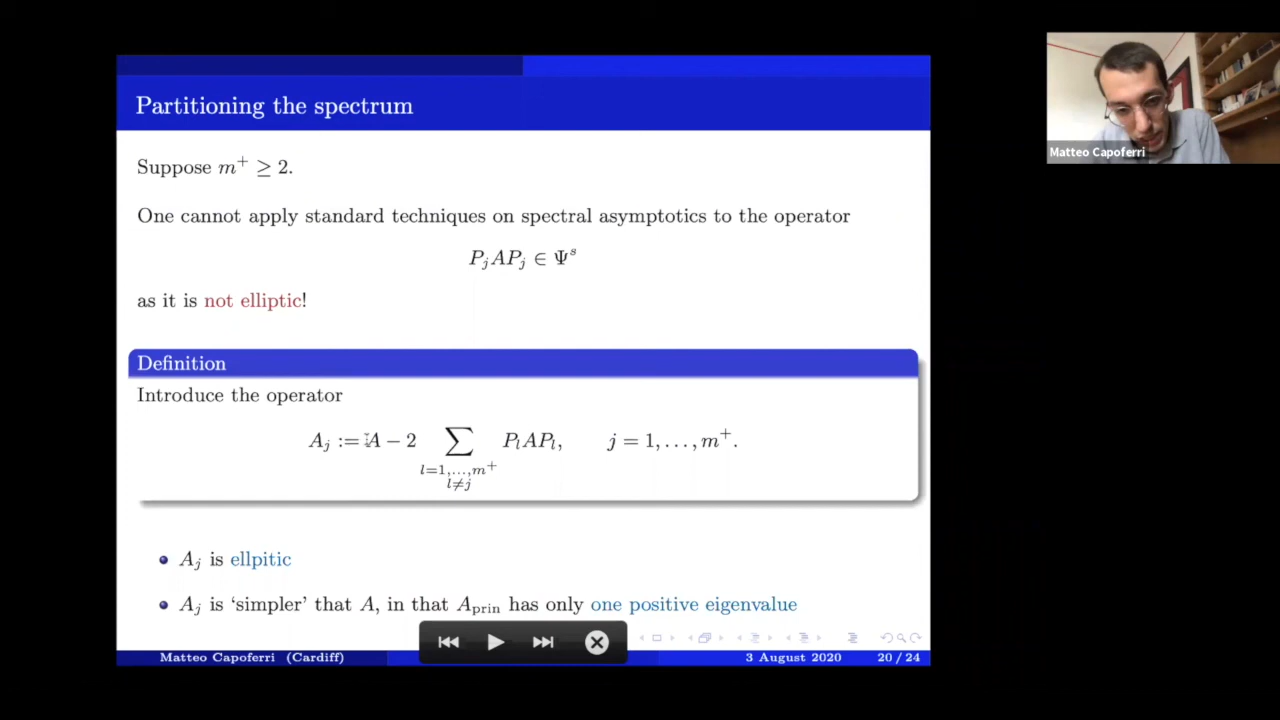 Partitioning the spectrum
Matteo Capoferri
Suppose m⁺ ≥ 2.
One cannot apply standard techniques on spectral asymptotics to the operator
PⱼAPⱼ ∈ Ψˢ
as it is not elliptic!
Definition
Introduce the operator
Aⱼ := A − 2 ∑ PₗAPₗ, j = 1, . . . , m⁺.
l=1,...,m⁺
l≠j
Aⱼ is ellpitic
Aⱼ is ‘simpler’ that A, in that Aprin has only one positive eigenvalue
Matteo Capoferri (Cardiff)
3 August 2020
20 / 24